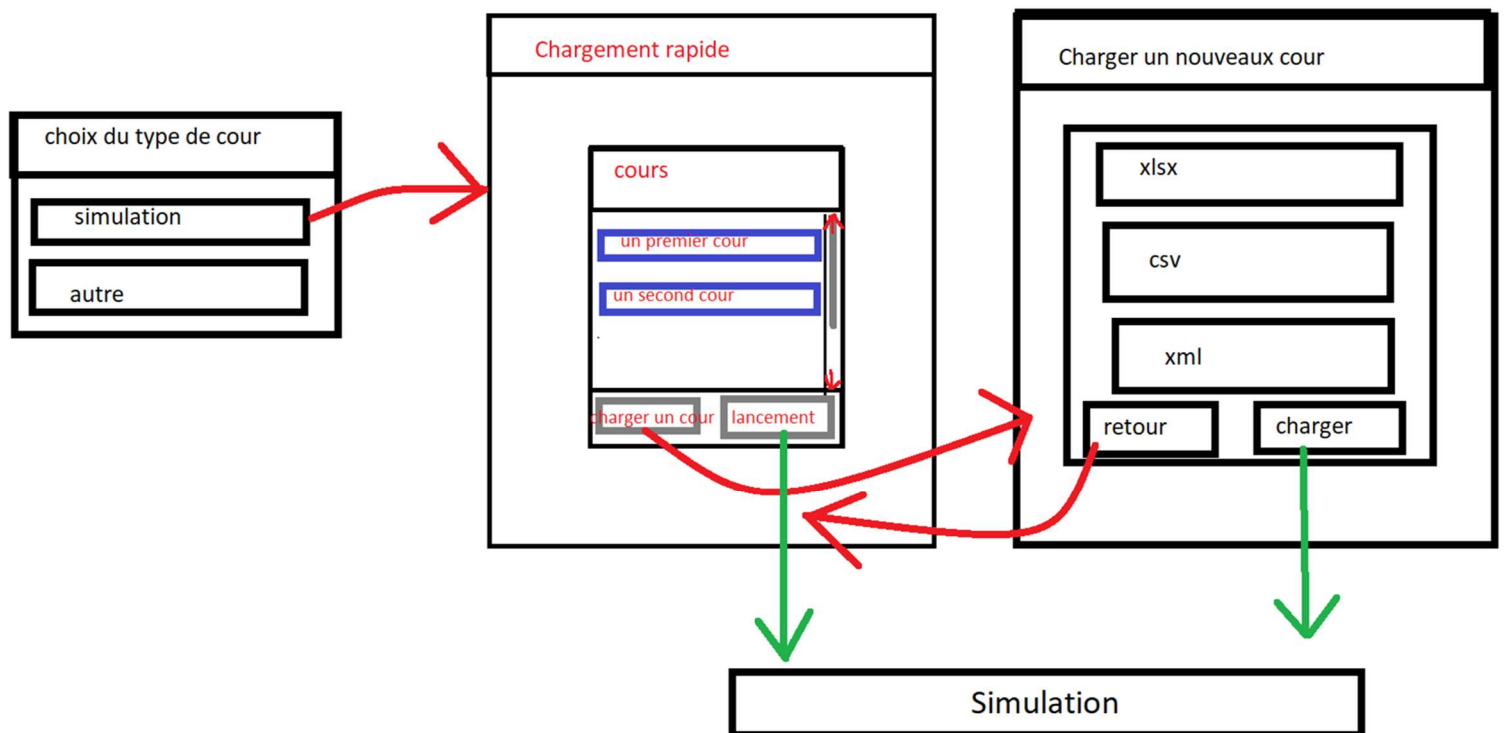 choix du type de cour
simulation
autre
Chargement rapide
cours
un premier cour
un second cour
charger un cour
lancement
Charger un nouveaux cour
xlsx
csv
xml
retour
charger
Simulation